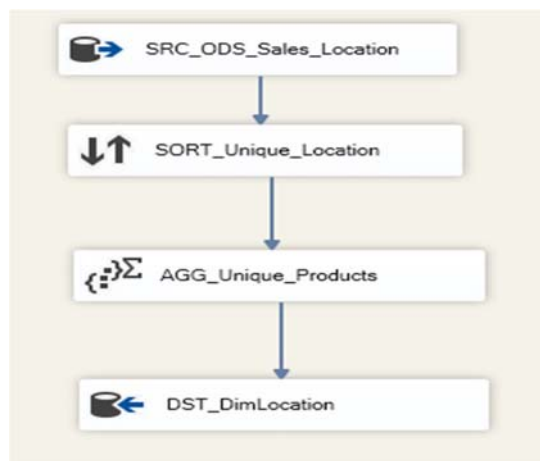 SRC_ODS_Sales_Location
SORT_Unique_Location
AGG_Unique_Products
DST_DimLocation